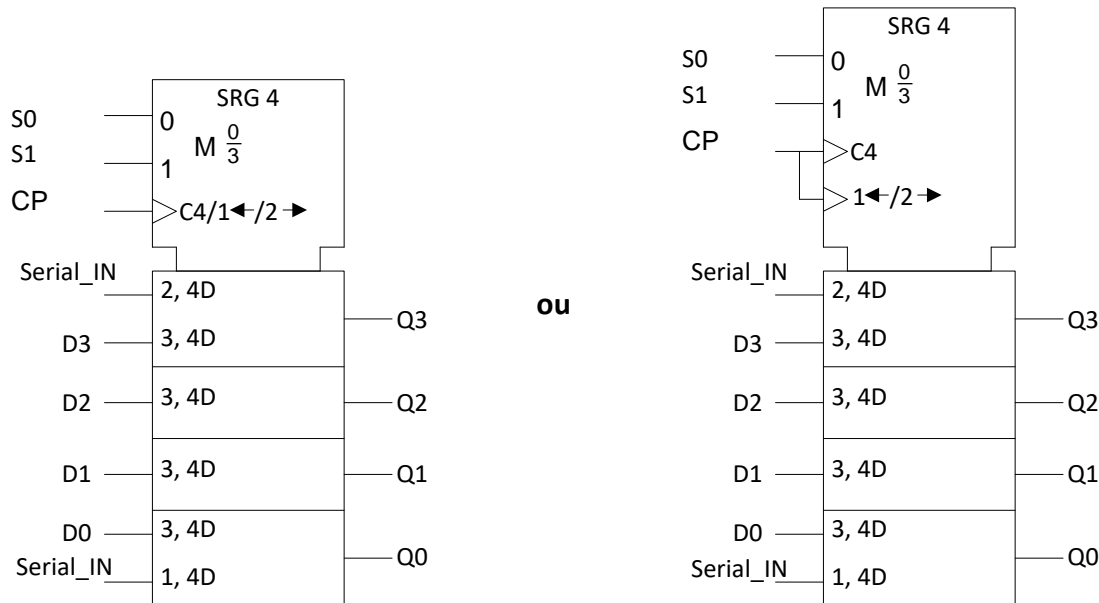 SRG 4
S0
0
M 0/3
S1
1
CP
C4/1←/2 →
Serial_IN
2, 4D
Q3
D3
3, 4D
D2
3, 4D
Q2
D1
3, 4D
Q1
D0
3, 4D
Q0
Serial_IN
1, 4D
ou
SRG 4
S0
0
M 0/3
S1
1
CP
C4
1←/2 →
Serial_IN
2, 4D
Q3
D3
3, 4D
D2
3, 4D
Q2
D1
3, 4D
Q1
D0
3, 4D
Q0
Serial_IN
1, 4D